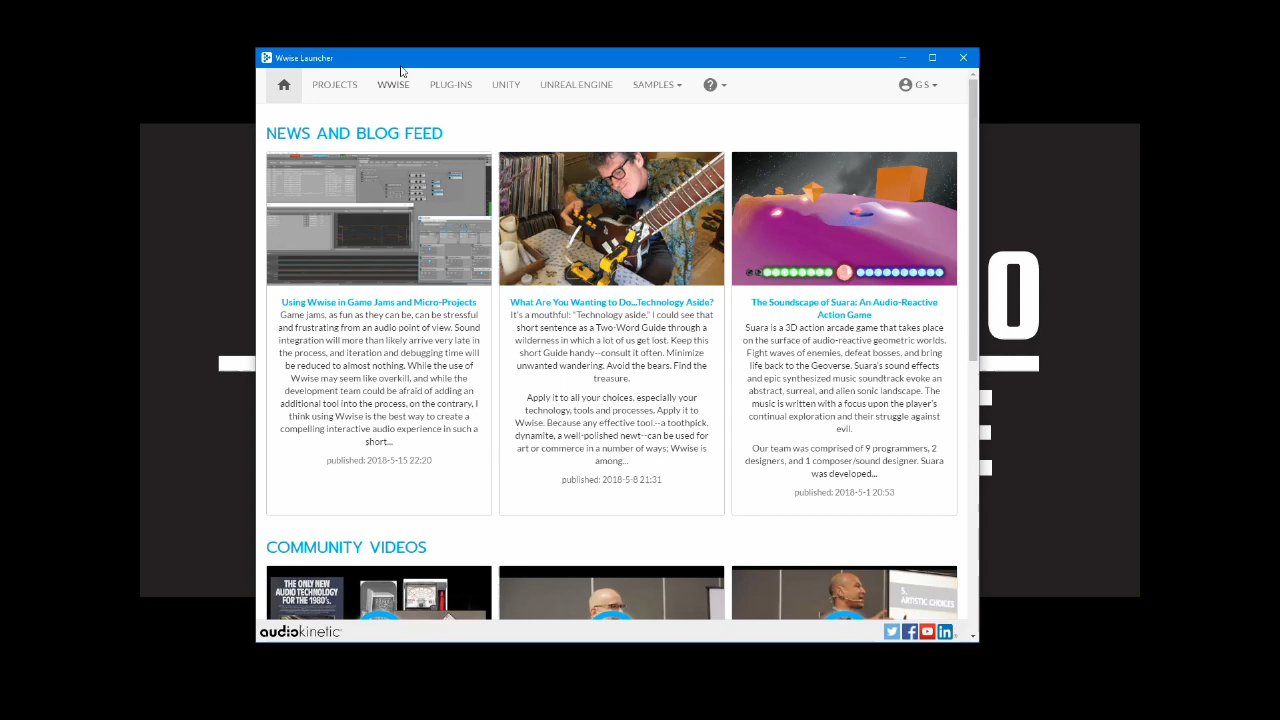 Wwise Launcher
PROJECTS WWISE PLUG-INS UNITY UNREAL ENGINE SAMPLES G S
NEWS AND BLOG FEED
Using Wwise in Game Jams and Micro-Projects
Game jams, as fun as they can be, can be stressful
and frustrating from an audio point of view. Sound
integration will more than likely arrive very late in
the process, and iteration and debugging time will
be reduced to almost nothing. While the use of
Wwise may seem like overkill, and while the
development team could be afraid of adding an
additional tool into the process, on the contrary, I
think using Wwise is the best way to create a
compelling interactive audio experience in such a
short...
published: 2018-5-15 22:20
What Are You Wanting to Do...Technology Aside?
It's a mouthful: “Technology aside.” I could see that
short sentence as a Two-Word Guide through a
wilderness in which a lot of us get lost. Keep this
short Guide handy--consult it often. Minimize
unwanted wandering. Avoid the bears. Find the
treasure.
Apply it to all your choices, especially your
technology, tools and processes. Apply it to
Wwise. Because any effective tool.--a toothpick,
dynamite, a well-polished newt--can be used for
art or commerce in a number of ways; Wwise is
among...
published: 2018-5-8 21:31
The Soundscape of Suara: An Audio-Reactive
Action Game
Suara is a 3D action arcade game that takes place
on the surface of audio-reactive geometric worlds.
Fight waves of enemies, defeat bosses, and bring
life back to the Geoverse. Suara's sound effects
and epic synthesized music soundtrack evoke an
abstract, surreal, and alien sonic landscape. The
music is written with a focus upon the player's
continual exploration and their struggle against
evil.
Our team was comprised of 9 programmers, 2
designers, and 1 composer/sound designer. Suara
was developed...
published: 2018-5-1 20:53
COMMUNITY VIDEOS
THE ONLY NEW
AUDIO TECHNOLOGY
FOR THE 1980's.
5.
ARTISTIC CHOICES
audiokinetic